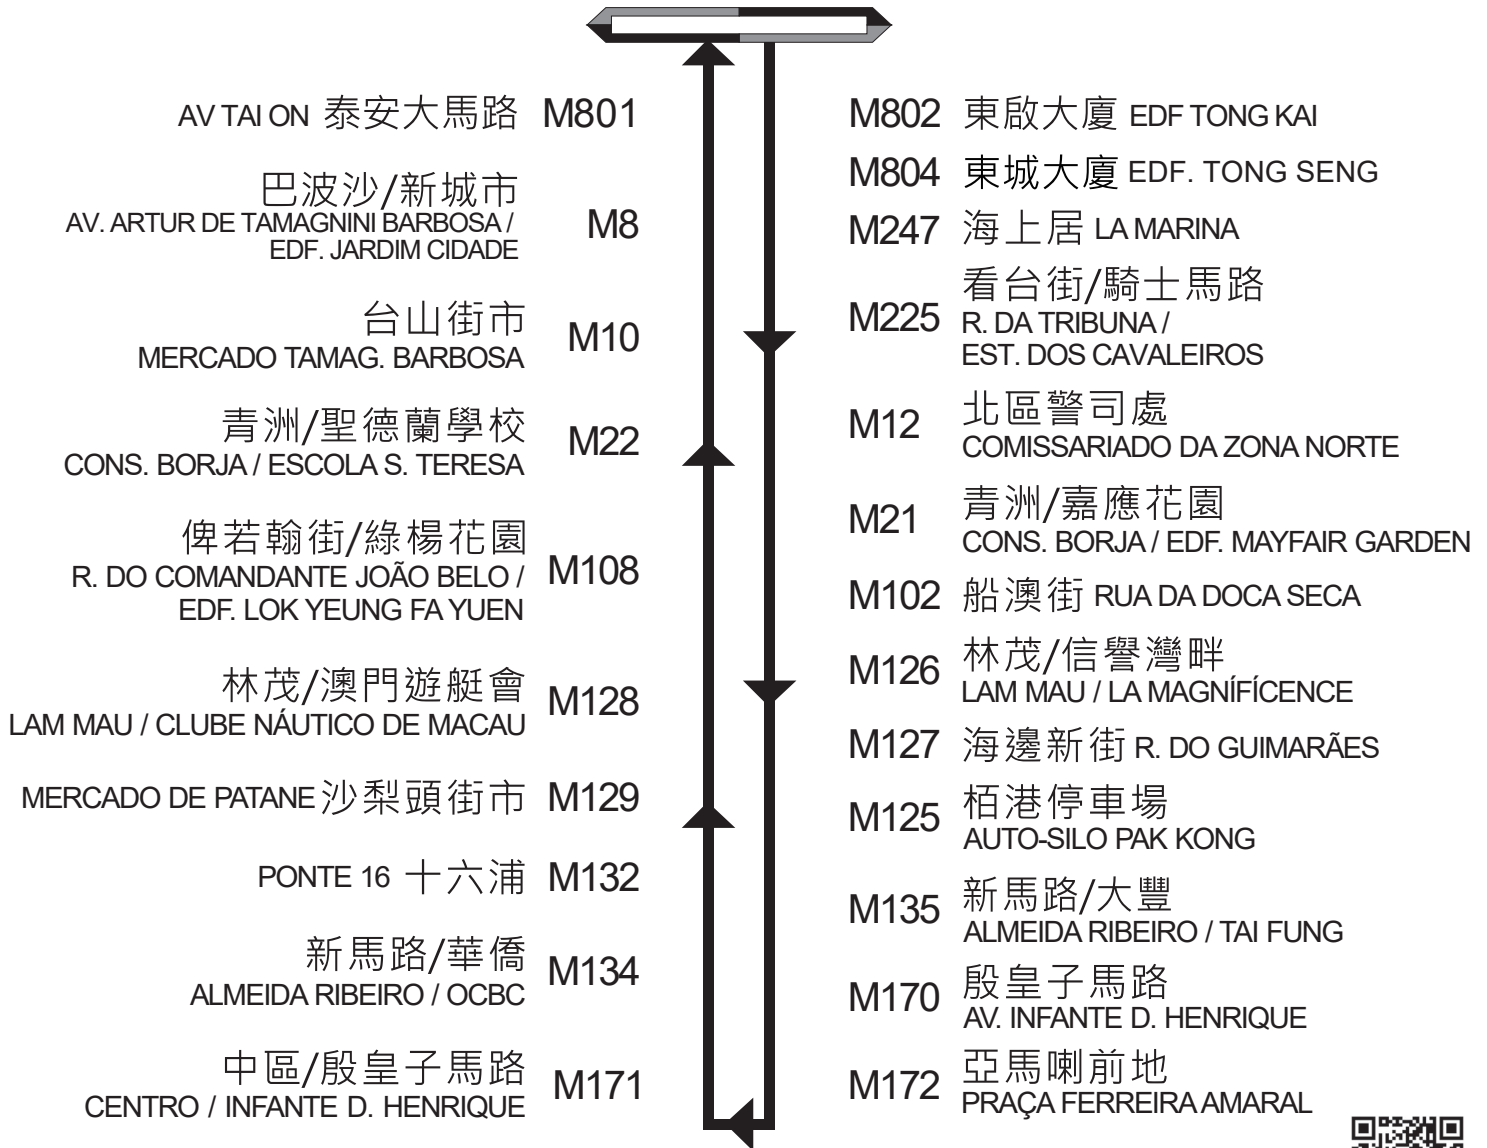 AV TAI ON 泰安大馬路 M801
巴波沙/新城市
AV. ARTUR DE TAMAGNINI BARBOSA /
EDF. JARDIM CIDADE
M8
台山街市
MERCADO TAMAG. BARBOSA
M10
青洲/聖德蘭學校
CONS. BORJA / ESCOLA S. TERESA
M22
俾若翰街/綠楊花園
R. DO COMANDANTE JOÃO BELO /
EDF. LOK YEUNG FA YUEN
M108
林茂/澳門遊艇會
LAM MAU / CLUBE NÁUTICO DE MACAU
M128
MERCADO DE PATANE 沙梨頭街市 M129
PONTE 16 十六浦 M132
新馬路/華僑
ALMEIDA RIBEIRO / OCBC
M134
中區/殷皇子馬路
CENTRO / INFANTE D. HENRIQUE
M171
M802 東啟大廈 EDF TONG KAI
M804 東城大廈 EDF. TONG SENG
M247 海上居 LA MARINA
M225
看台街/騎士馬路
R. DA TRIBUNA /
EST. DOS CAVALEIROS
M12
北區警司處
COMISSARIADO DA ZONA NORTE
M21
青洲/嘉應花園
CONS. BORJA / EDF. MAYFAIR GARDEN
M102 船澳街 RUA DA DOCA SECA
M126
林茂/信譽灣畔
LAM MAU / LA MAGNÍFÍCENCE
M127 海邊新街 R. DO GUIMARÃES
M125
栢港停車場
AUTO-SILO PAK KONG
M135
新馬路/大豐
ALMEIDA RIBEIRO / TAI FUNG
M170
殷皇子馬路
AV. INFANTE D. HENRIQUE
M172
亞馬喇前地
PRAÇA FERREIRA AMARAL